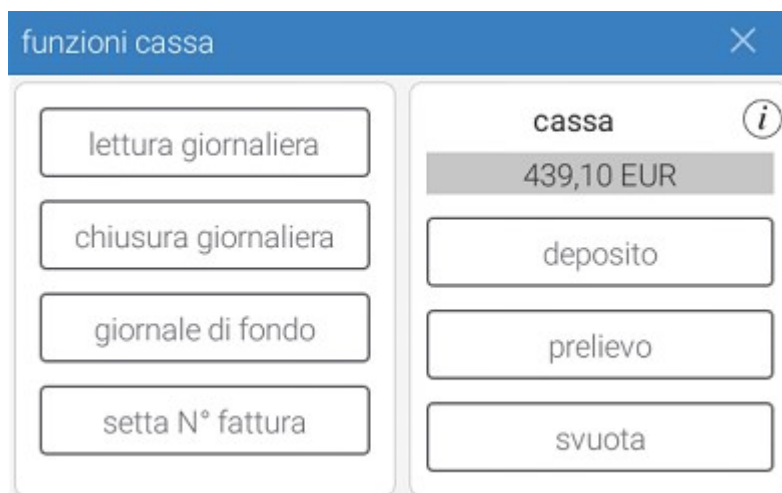 funzioni cassa
lettura giornaliera
chiusura giornaliera
giornale di fondo
setta N° fattura
cassa i
439,10 EUR
deposito
prelievo
svuota